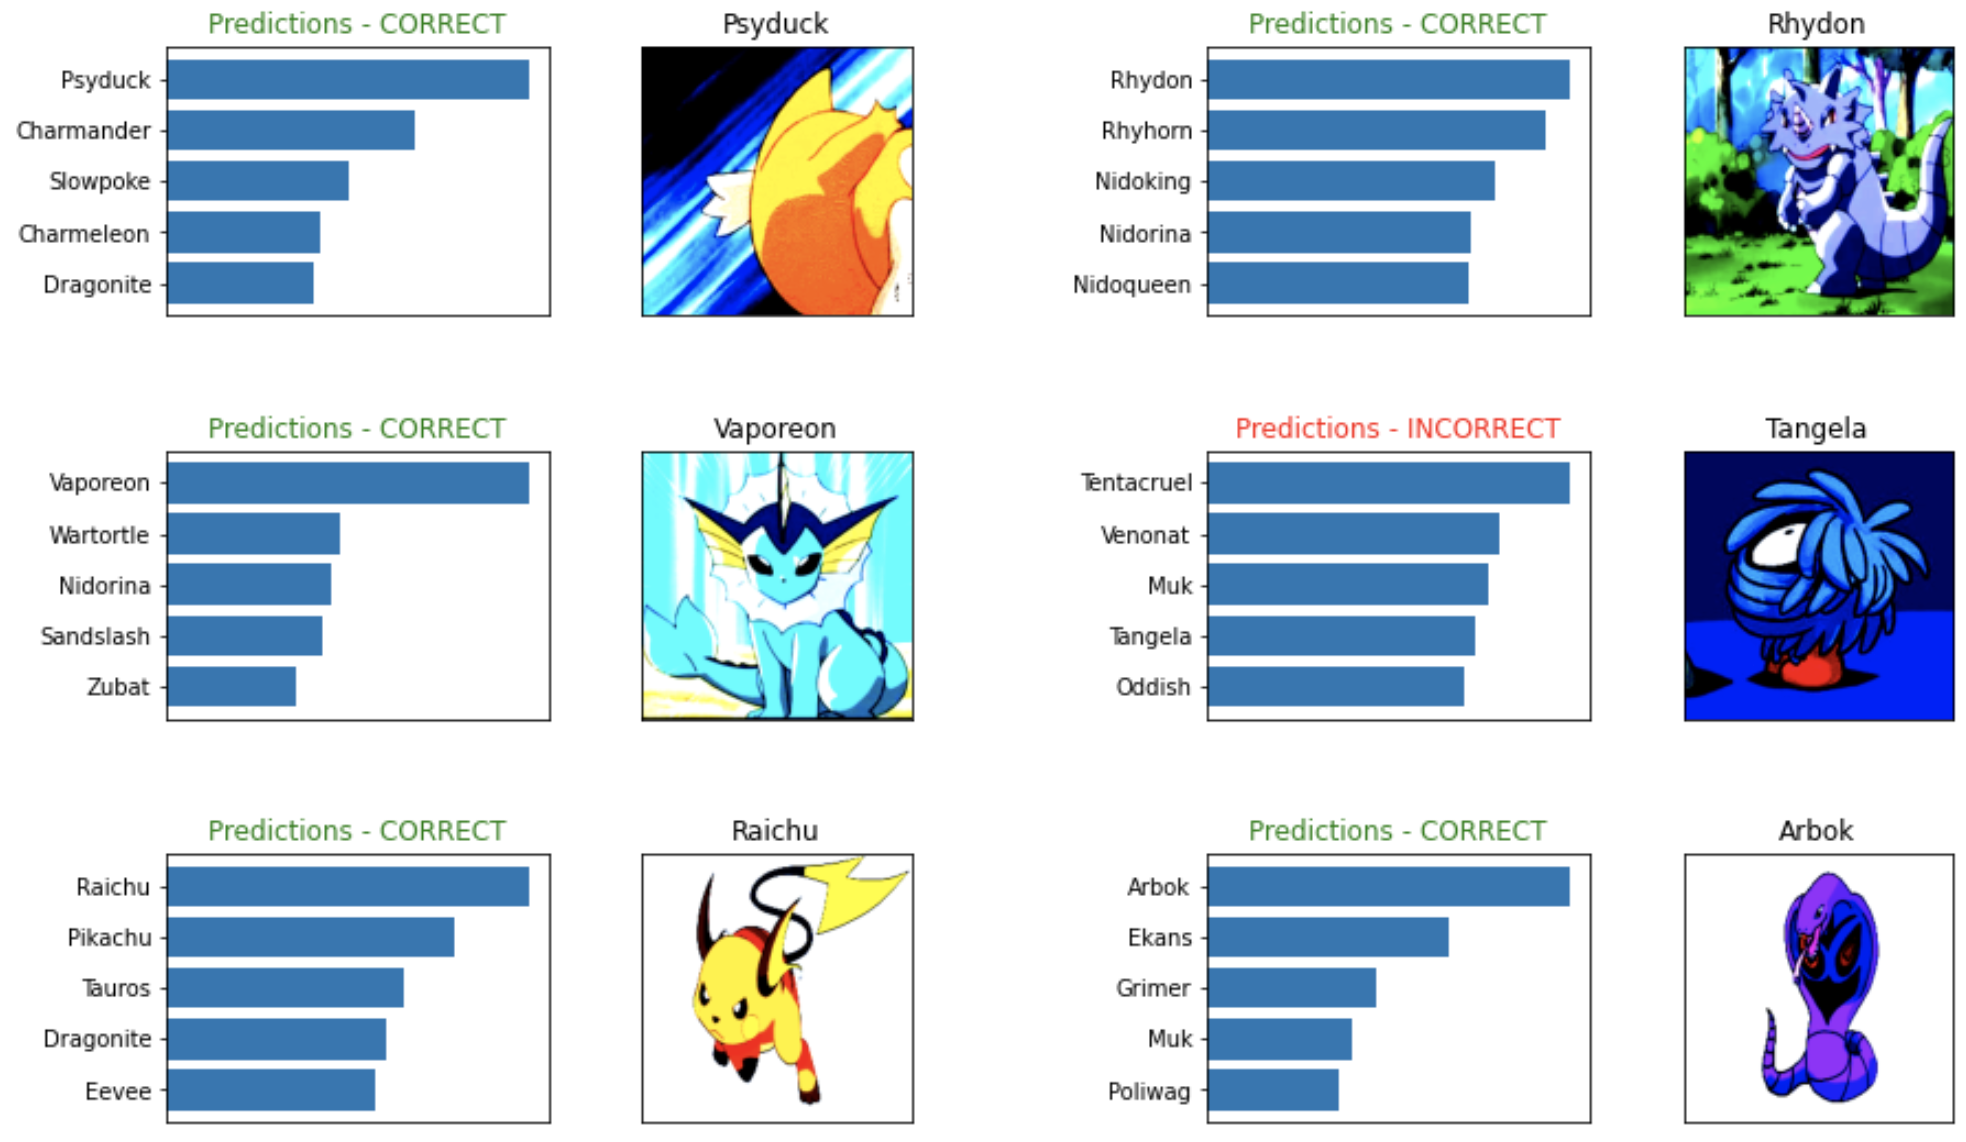 Predictions - CORRECT
Psyduck
Psyduck
Charmander
Slowpoke
Charmeleon
Dragonite
Predictions - CORRECT
Rhydon
Rhydon
Rhyhorn
Nidoking
Nidorina
Nidoqueen
Predictions - CORRECT
Vaporeon
Vaporeon
Wartortle
Nidorina
Sandslash
Zubat
Predictions - INCORRECT
Tangela
Tentacruel
Venonat
Muk
Tangela
Oddish
Predictions - CORRECT
Raichu
Raichu
Pikachu
Tauros
Dragonite
Eevee
Predictions - CORRECT
Arbok
Arbok
Ekans
Grimer
Muk
Poliwag